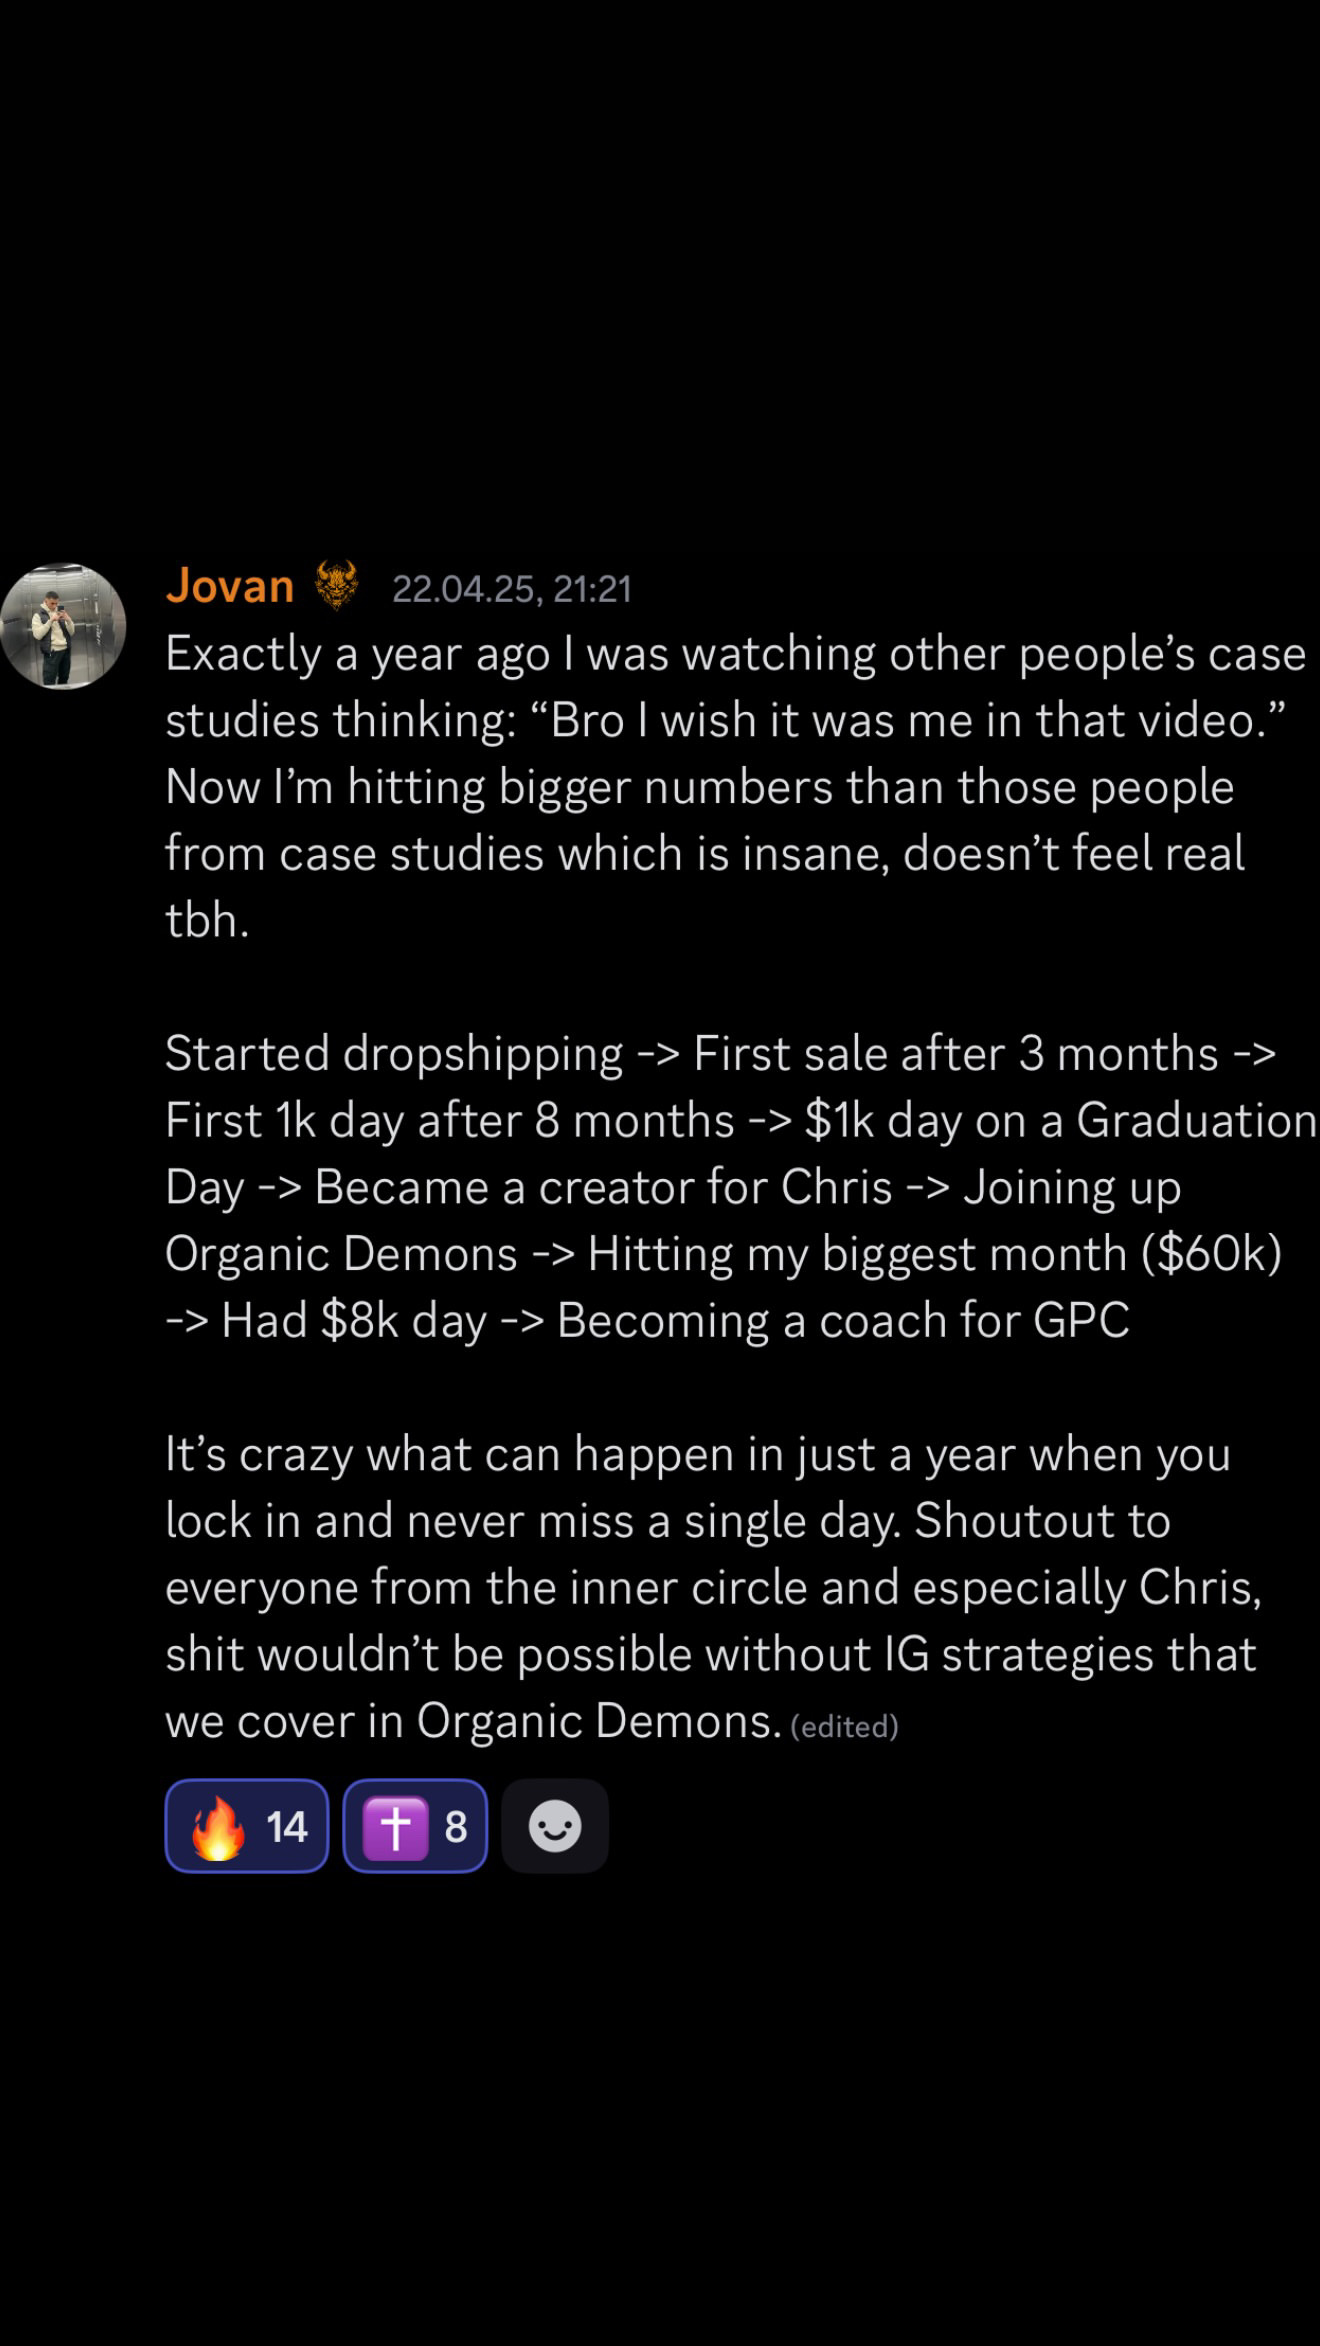 Jovan 22.04.25, 21:21
Exactly a year ago I was watching other people’s case
studies thinking: “Bro I wish it was me in that video.”
Now I’m hitting bigger numbers than those people
from case studies which is insane, doesn’t feel real
tbh.
Started dropshipping -> First sale after 3 months ->
First 1k day after 8 months -> $1k day on a Graduation
Day -> Became a creator for Chris -> Joining up
Organic Demons -> Hitting my biggest month ($60k)
-> Had $8k day -> Becoming a coach for GPC
It’s crazy what can happen in just a year when you
lock in and never miss a single day. Shoutout to
everyone from the inner circle and especially Chris,
shit wouldn’t be possible without IG strategies that
we cover in Organic Demons. (edited)
14 8